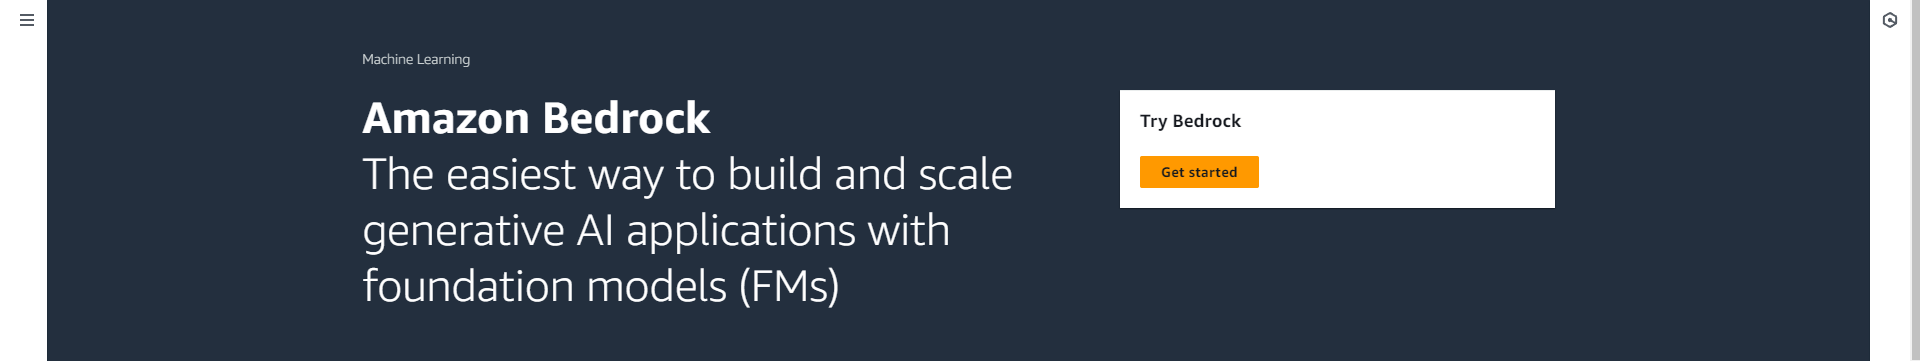 Machine Learning
Amazon Bedrock
The easiest way to build and scale
generative AI applications with
foundation models (FMs)
Try Bedrock
Get started